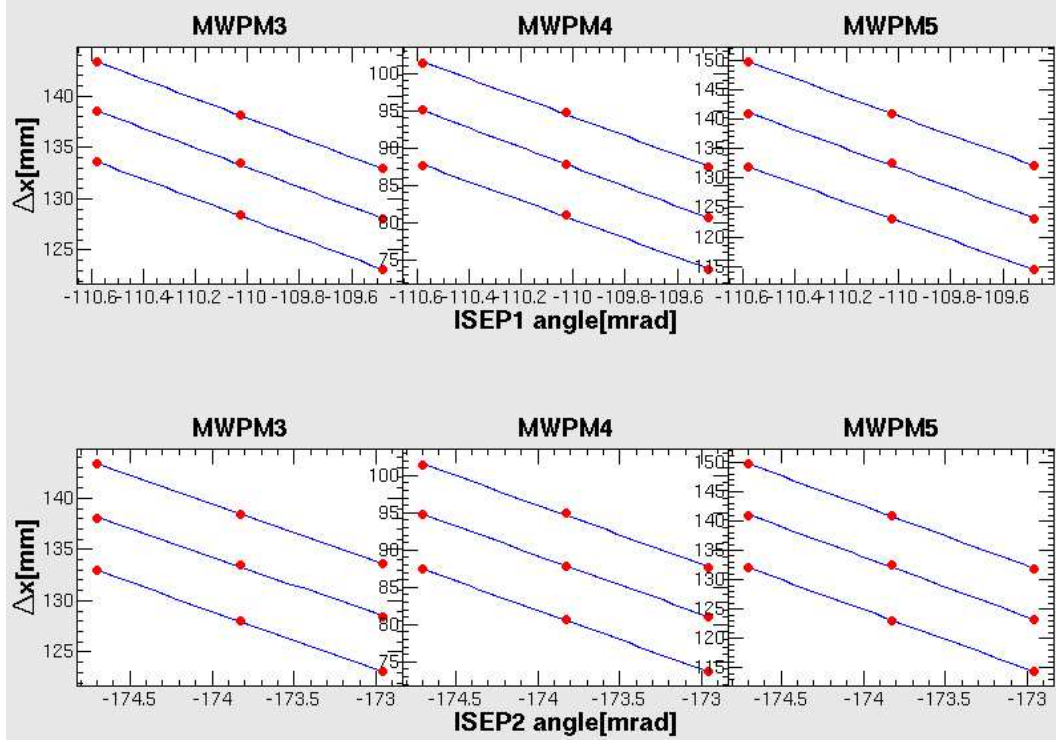 MWPM3 MWPM4 MWPM5
Δx[mm]
140 135 130 125
100 95 90 85 80 75
150 145 140 135 130 125 120 115
-110.6-110.4-110.2 -110 -109.8-109.6 -110.6-110.4-110.2 -110 -109.8-109.6 -110.6-110.4-110.2 -110 -109.8-109.6
ISEP1 angle[mrad]
MWPM3 MWPM4 MWPM5
Δx[mm]
140 135 130 125
100 95 90 85 80 75
150 145 140 135 130 125 120 115
-174.5 -174 -173.5 -173 -174.5 -174 -173.5 -173 -174.5 -174 -173.5 -173
ISEP2 angle[mrad]